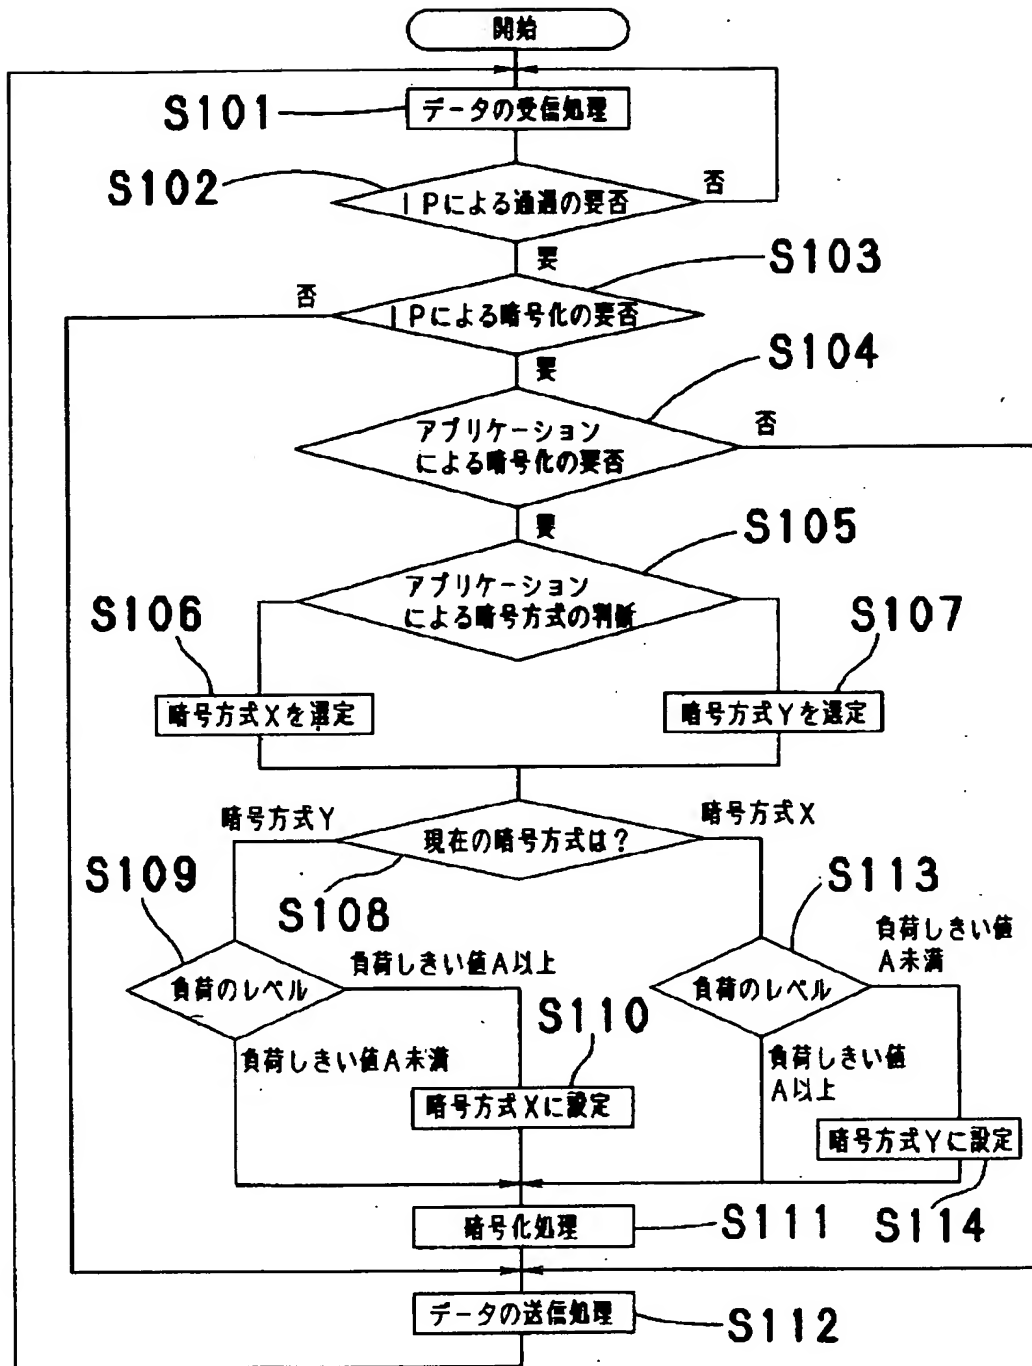 開始
S101
データの受信処理
S102
IPによる通過の要否
否
要
S103
否
IPによる暗号化の要否
要
S104
アプリケーション
による暗号化の要否
否
要
S105
アプリケーション
による暗号方式の判断
S106
S107
暗号方式Xを選定
暗号方式Yを選定
暗号方式Y
現在の暗号方式は?
暗号方式X
S109
S108
S113
負荷のレベル
負荷しきい値A以上
負荷のレベル
負荷しきい値
A未満
S110
負荷しきい値A未満
負荷しきい値
A以上
暗号方式Xに設定
暗号方式Yに設定
暗号化処理
S111
S114
データの送信処理
S112